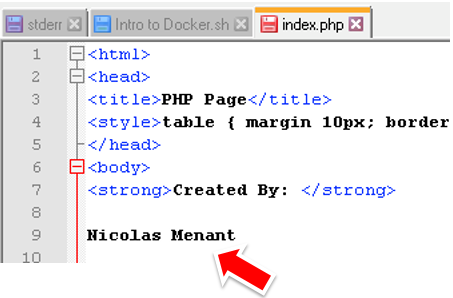 stderr Intro to Docker.sh index.php
1 <html>
2 <head>
3 <title>PHP Page</title>
4 <style>table { margin 10px; border
5 </head>
6 <body>
7 <strong>Created By: </strong>
8
9 Nicolas Menant
10